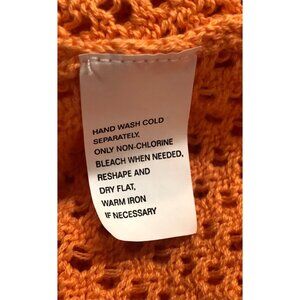 HAND WASH COLD
SEPARATELY.
ONLY NON-CHLORINE
BLEACH WHEN NEEDED,
RESHAPE AND
DRY FLAT,
WARM IRON
IF NECESSARY